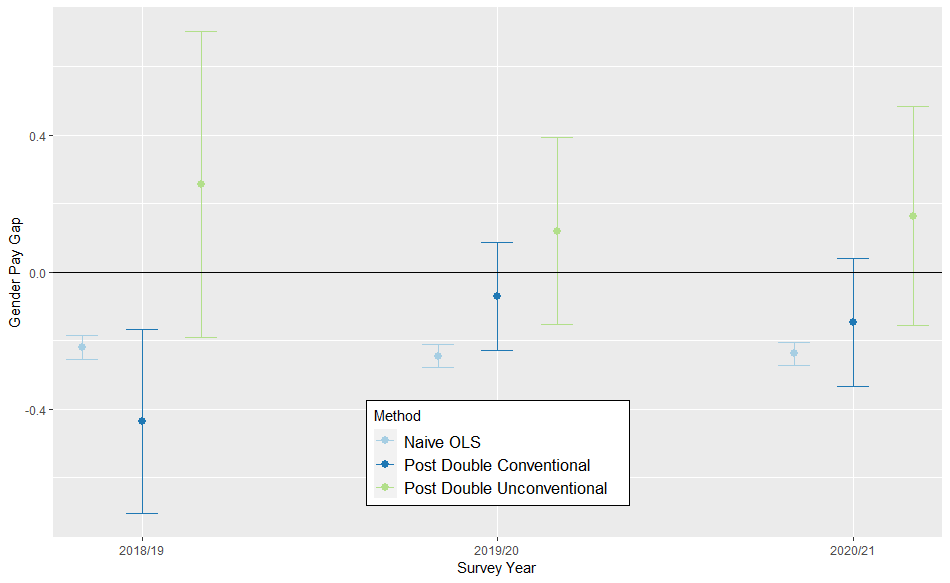 Gender Pay Gap
0.4
0.0
-0.4
Method
Naive OLS
Post Double Conventional
Post Double Unconventional
2018/19 2019/20 2020/21
Survey Year